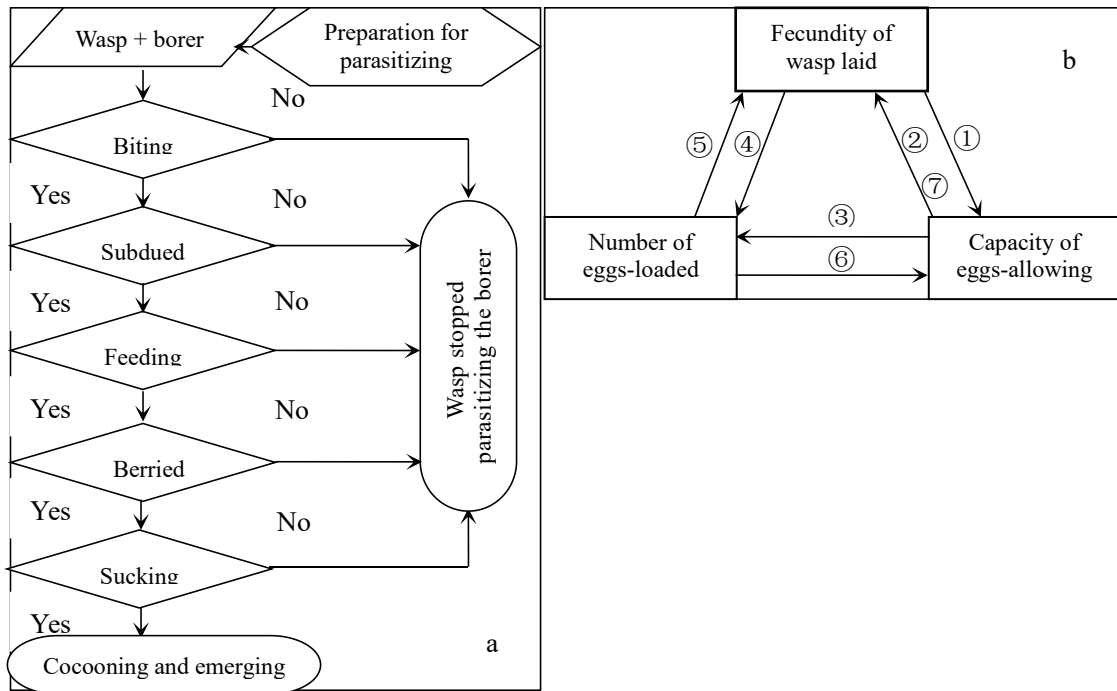 Wasp + borer
Preparation for
parasitizing
No
Biting
Yes
No
Subdued
Yes
No
Feeding
Yes
No
Berried
Yes
No
Sucking
Yes
Cocooning and emerging
Wasp stopped
parasitizing the borer
a
Fecundity of
wasp laid
b
⑤
④
②
①
⑦
③
⑥
Number of
eggs-loaded
Capacity of
eggs-allowing